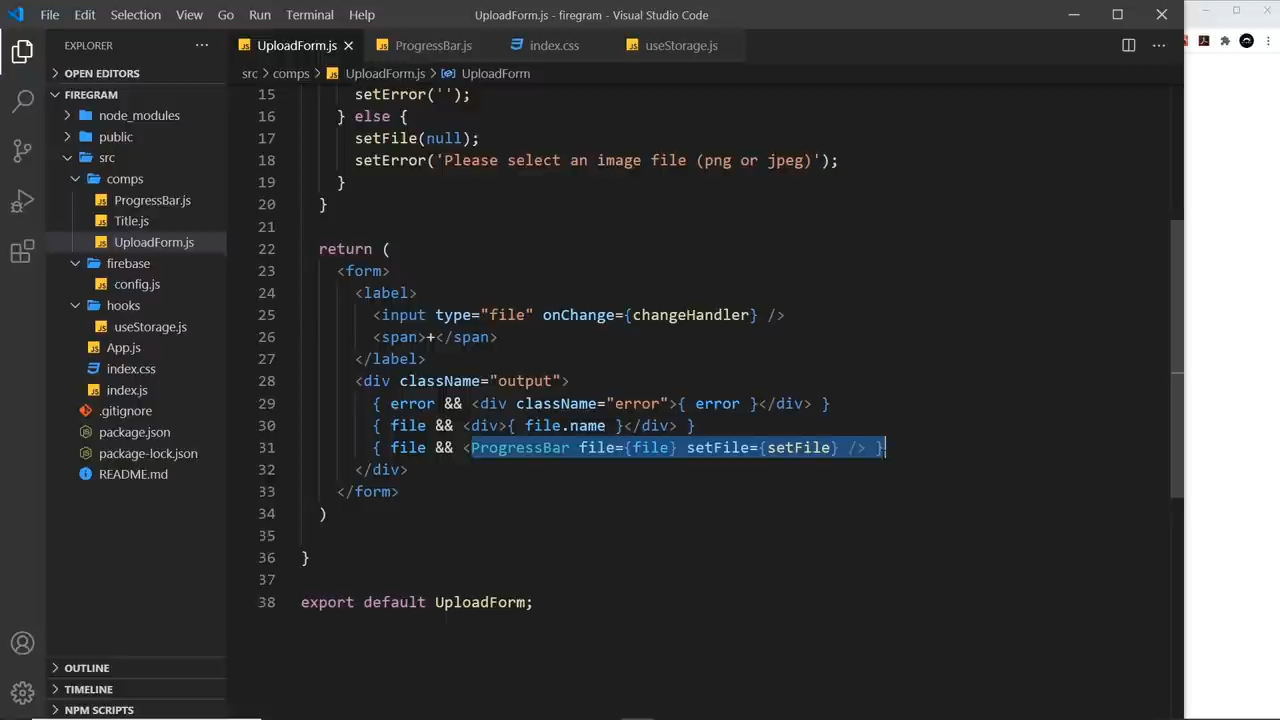 File Edit Selection View Go Run Terminal Help UploadForm.js - firegram - Visual Studio Code
EXPLORER
OPEN EDITORS
FIREGRAM
node_modules
public
src
comps
ProgressBar.js
Title.js
UploadForm.js
firebase
config.js
hooks
useStorage.js
App.js
index.css
index.js
.gitignore
package.json
package-lock.json
README.md
OUTLINE
TIMELINE
NPM SCRIPTS
UploadForm.js ProgressBar.js index.css useStorage.js
src > comps > UploadForm.js > UploadForm
15 setError('');
16 } else {
17 setFile(null);
18 setError('Please select an image file (png or jpeg)');
19 }
20 }
21
22 return (
23 <form>
24 <label>
25 <input type="file" onChange={changeHandler} />
26 <span>+</span>
27 </label>
28 <div className="output">
29 { error && <div className="error">{ error }</div> }
30 { file && <div>{ file.name }</div> }
31 { file && <ProgressBar file={file} setFile={setFile} /> }
32 </div>
33 </form>
34 )
35
36 }
37
38 export default UploadForm;